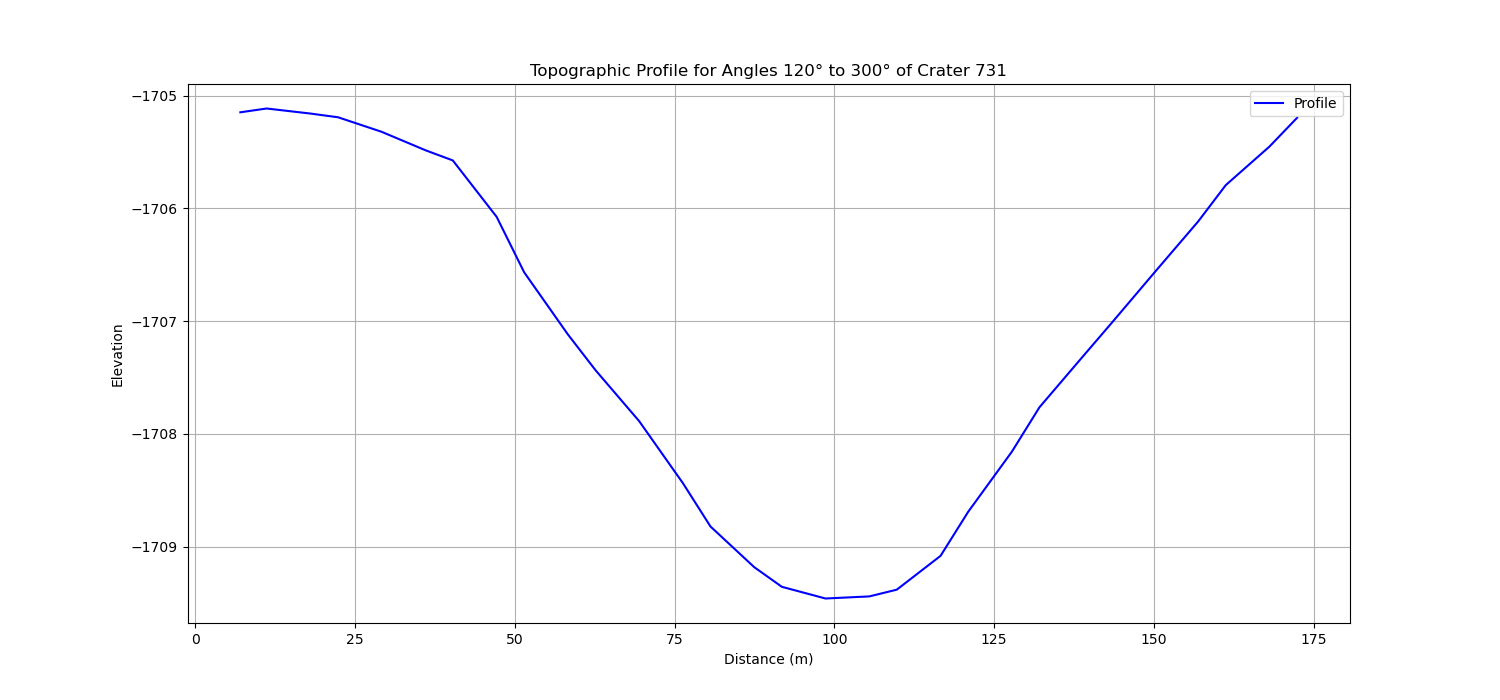 Topographic Profile for Angles 120° to 300° of Crater 731
Profile
−1705
−1706
−1707
−1708
−1709
Elevation
0 25 50 75 100 125 150 175
Distance (m)